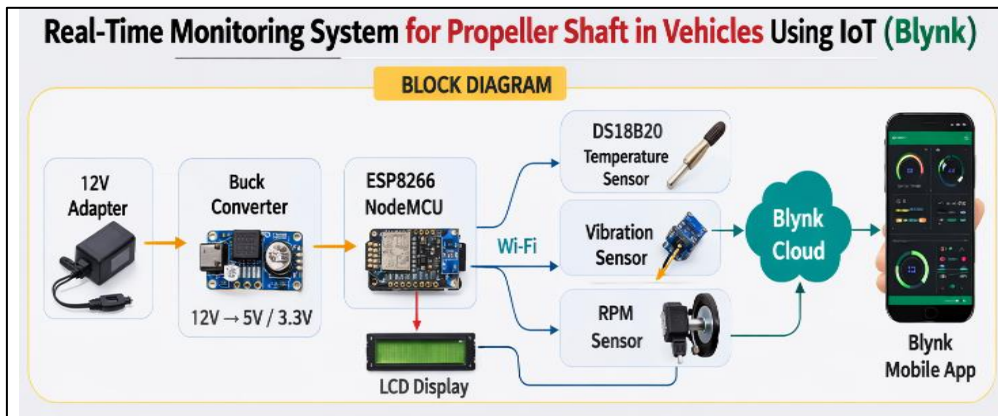 Real-Time Monitoring System for Propeller Shaft in Vehicles Using IoT (Blynk)
BLOCK DIAGRAM
12V
Adapter
Buck
Converter
12V → 5V / 3.3V
ESP8266
NodeMCU
LCD Display
Wi-Fi
DS18B20
Temperature
Sensor
Vibration
Sensor
RPM
Sensor
Blynk
Cloud
Blynk
Mobile App